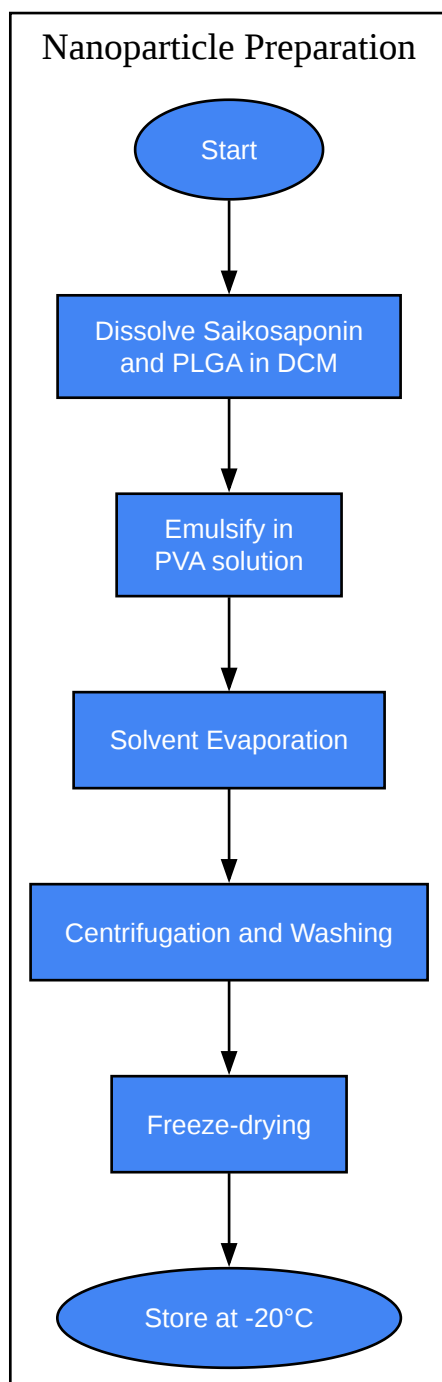 Nanoparticle Preparation
Start
Dissolve Saikosaponin
and PLGA in DCM
Emulsify in
PVA solution
Solvent Evaporation
Centrifugation and Washing
Freeze-drying
Store at -20°C